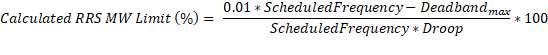 Calculated RRS MW Limit (%) = 0.01 * ScheduledFrequency − Deadband_max / ScheduledFrequency * Droop * 100